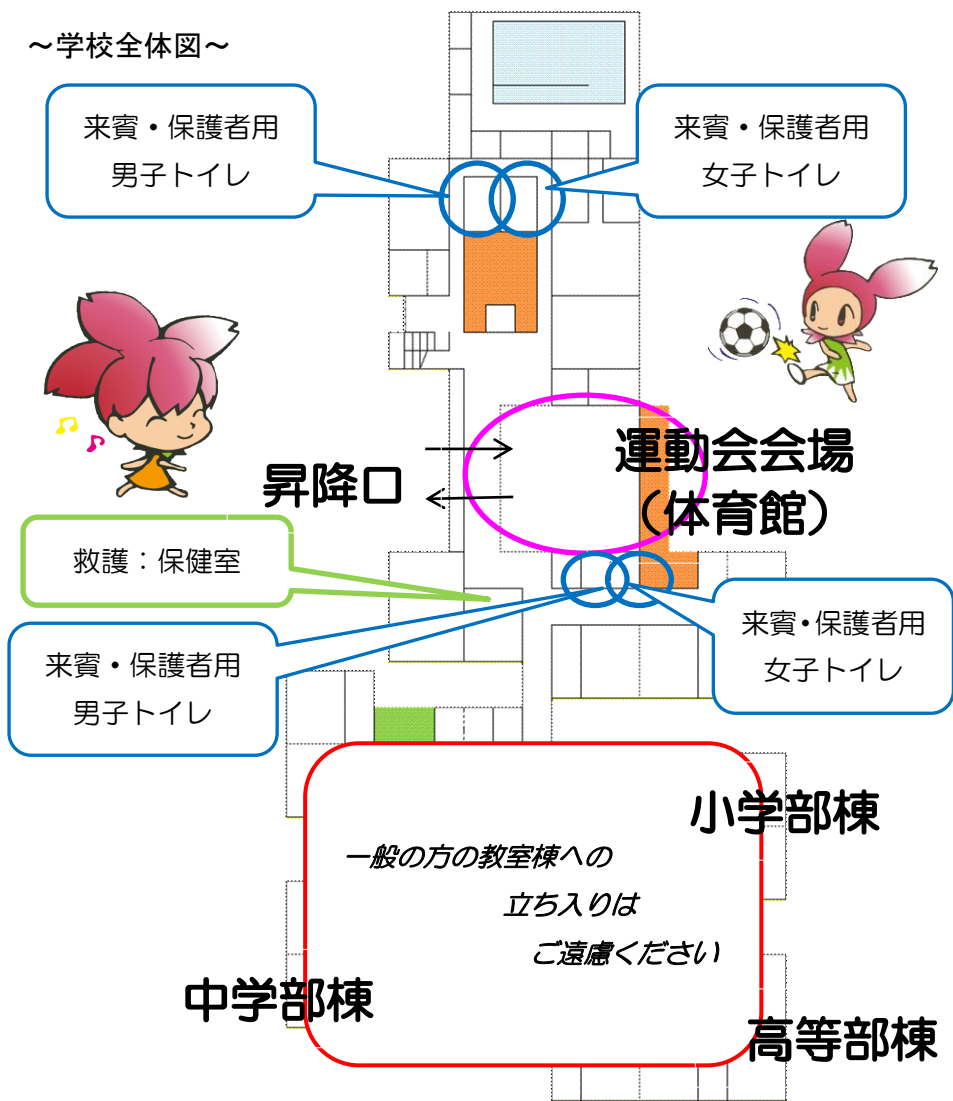 ～学校全体図～
来賓・保護者用
男子トイレ
来賓・保護者用
女子トイレ
運動会会場
（体育館）
昇降口
救護：保健室
来賓・保護者用
男子トイレ
来賓・保護者用
女子トイレ
小学部棟
一般の方の教室棟への
立ち入りは
ご遠慮ください
中学部棟
高等部棟